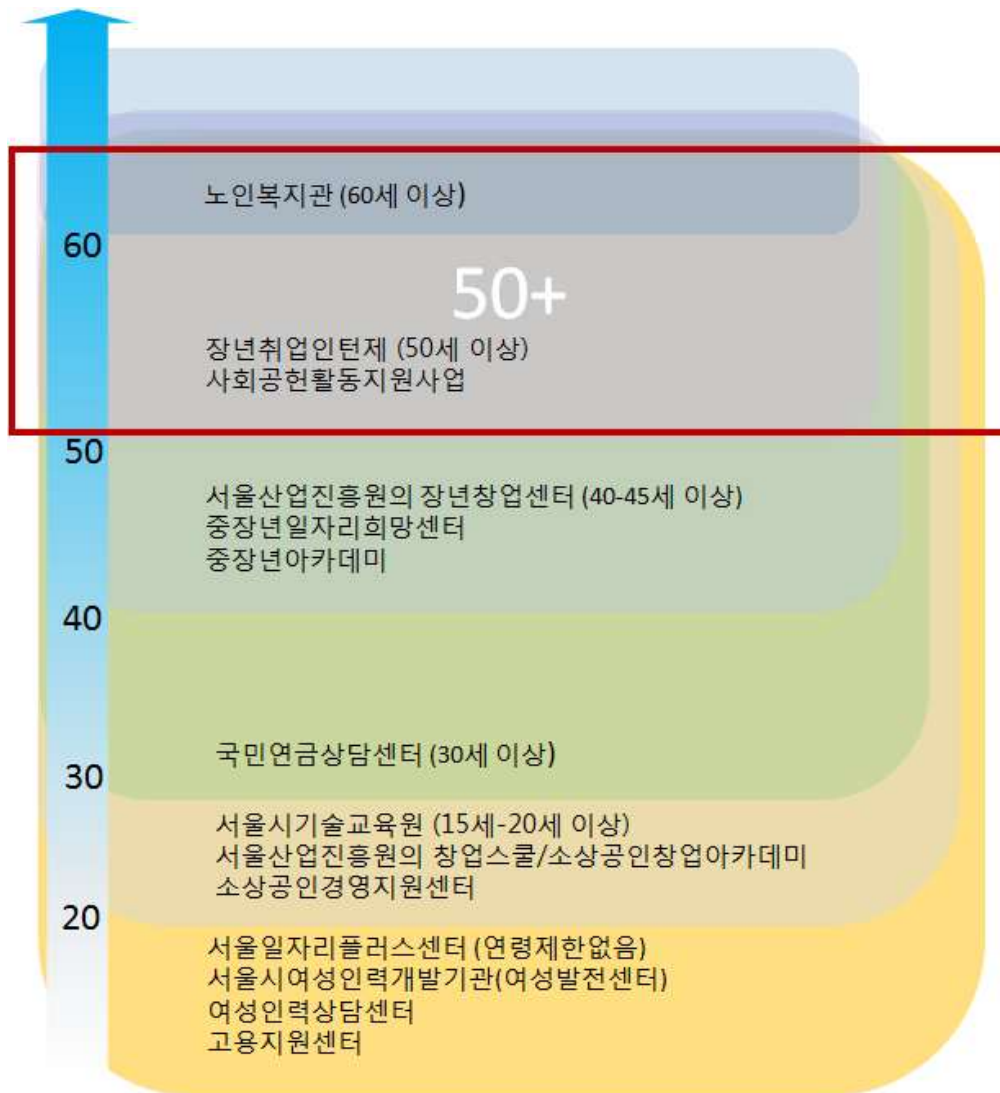 노인복지관 (60세 이상)
60
50+
장년취업인턴제 (50세 이상)
사회공헌활동지원사업
50
서울산업진흥원의 장년창업센터 (40-45세 이상)
중장년일자리희망센터
중장년아카데미
40
국민연금상담센터 (30세 이상)
30
서울시기술교육원 (15세-20세 이상)
서울산업진흥원의 창업스쿨/소상공인창업아카데미
소상공인경영지원센터
20
서울일자리플러스센터 (연령제한없음)
서울시여성인력개발기관(여성발전센터)
여성인력상담센터
고용지원센터